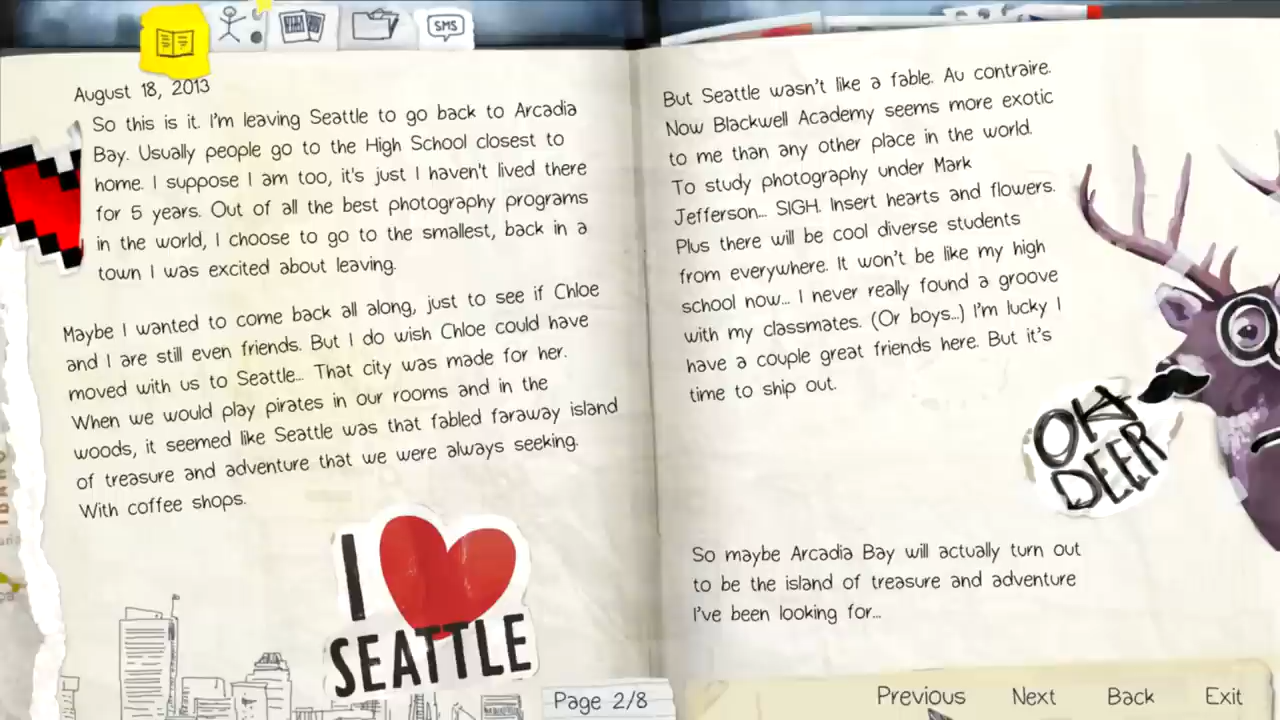 SMS
August 18, 2013
So this is it. I'm leaving Seattle to go back to Arcadia
Bay. Usually people go to the High School closest to
home. I suppose I am too, it's just I haven't lived there
for 5 years. Out of all the best photography programs
in the world, I choose to go to the smallest, back in a
town I was excited about leaving.
Maybe I wanted to come back all along, just to see if Chloe
and I are still even friends. But I do wish Chloe could have
moved with us to Seattle... That city was made for her.
When we would play pirates in our rooms and in the
woods, it seemed like Seattle was that fabled faraway island
of treasure and adventure that we were always seeking.
With coffee shops.
I
SEATTLE
But Seattle wasn't like a fable. Au contraire.
Now Blackwell Academy seems more exotic
to me than any other place in the world.
To study photography under Mark
Jefferson... SIGH. Insert hearts and flowers.
Plus there will be cool diverse students
from everywhere. It won't be like my high
school now... I never really found a groove
with my classmates. (Or boys...) I'm lucky I
have a couple great friends here. But it's
time to ship out.
OH
DEER
So maybe Arcadia Bay will actually turn out
to be the island of treasure and adventure
I've been looking for...
Page 2/8
Previous Next Back Exit